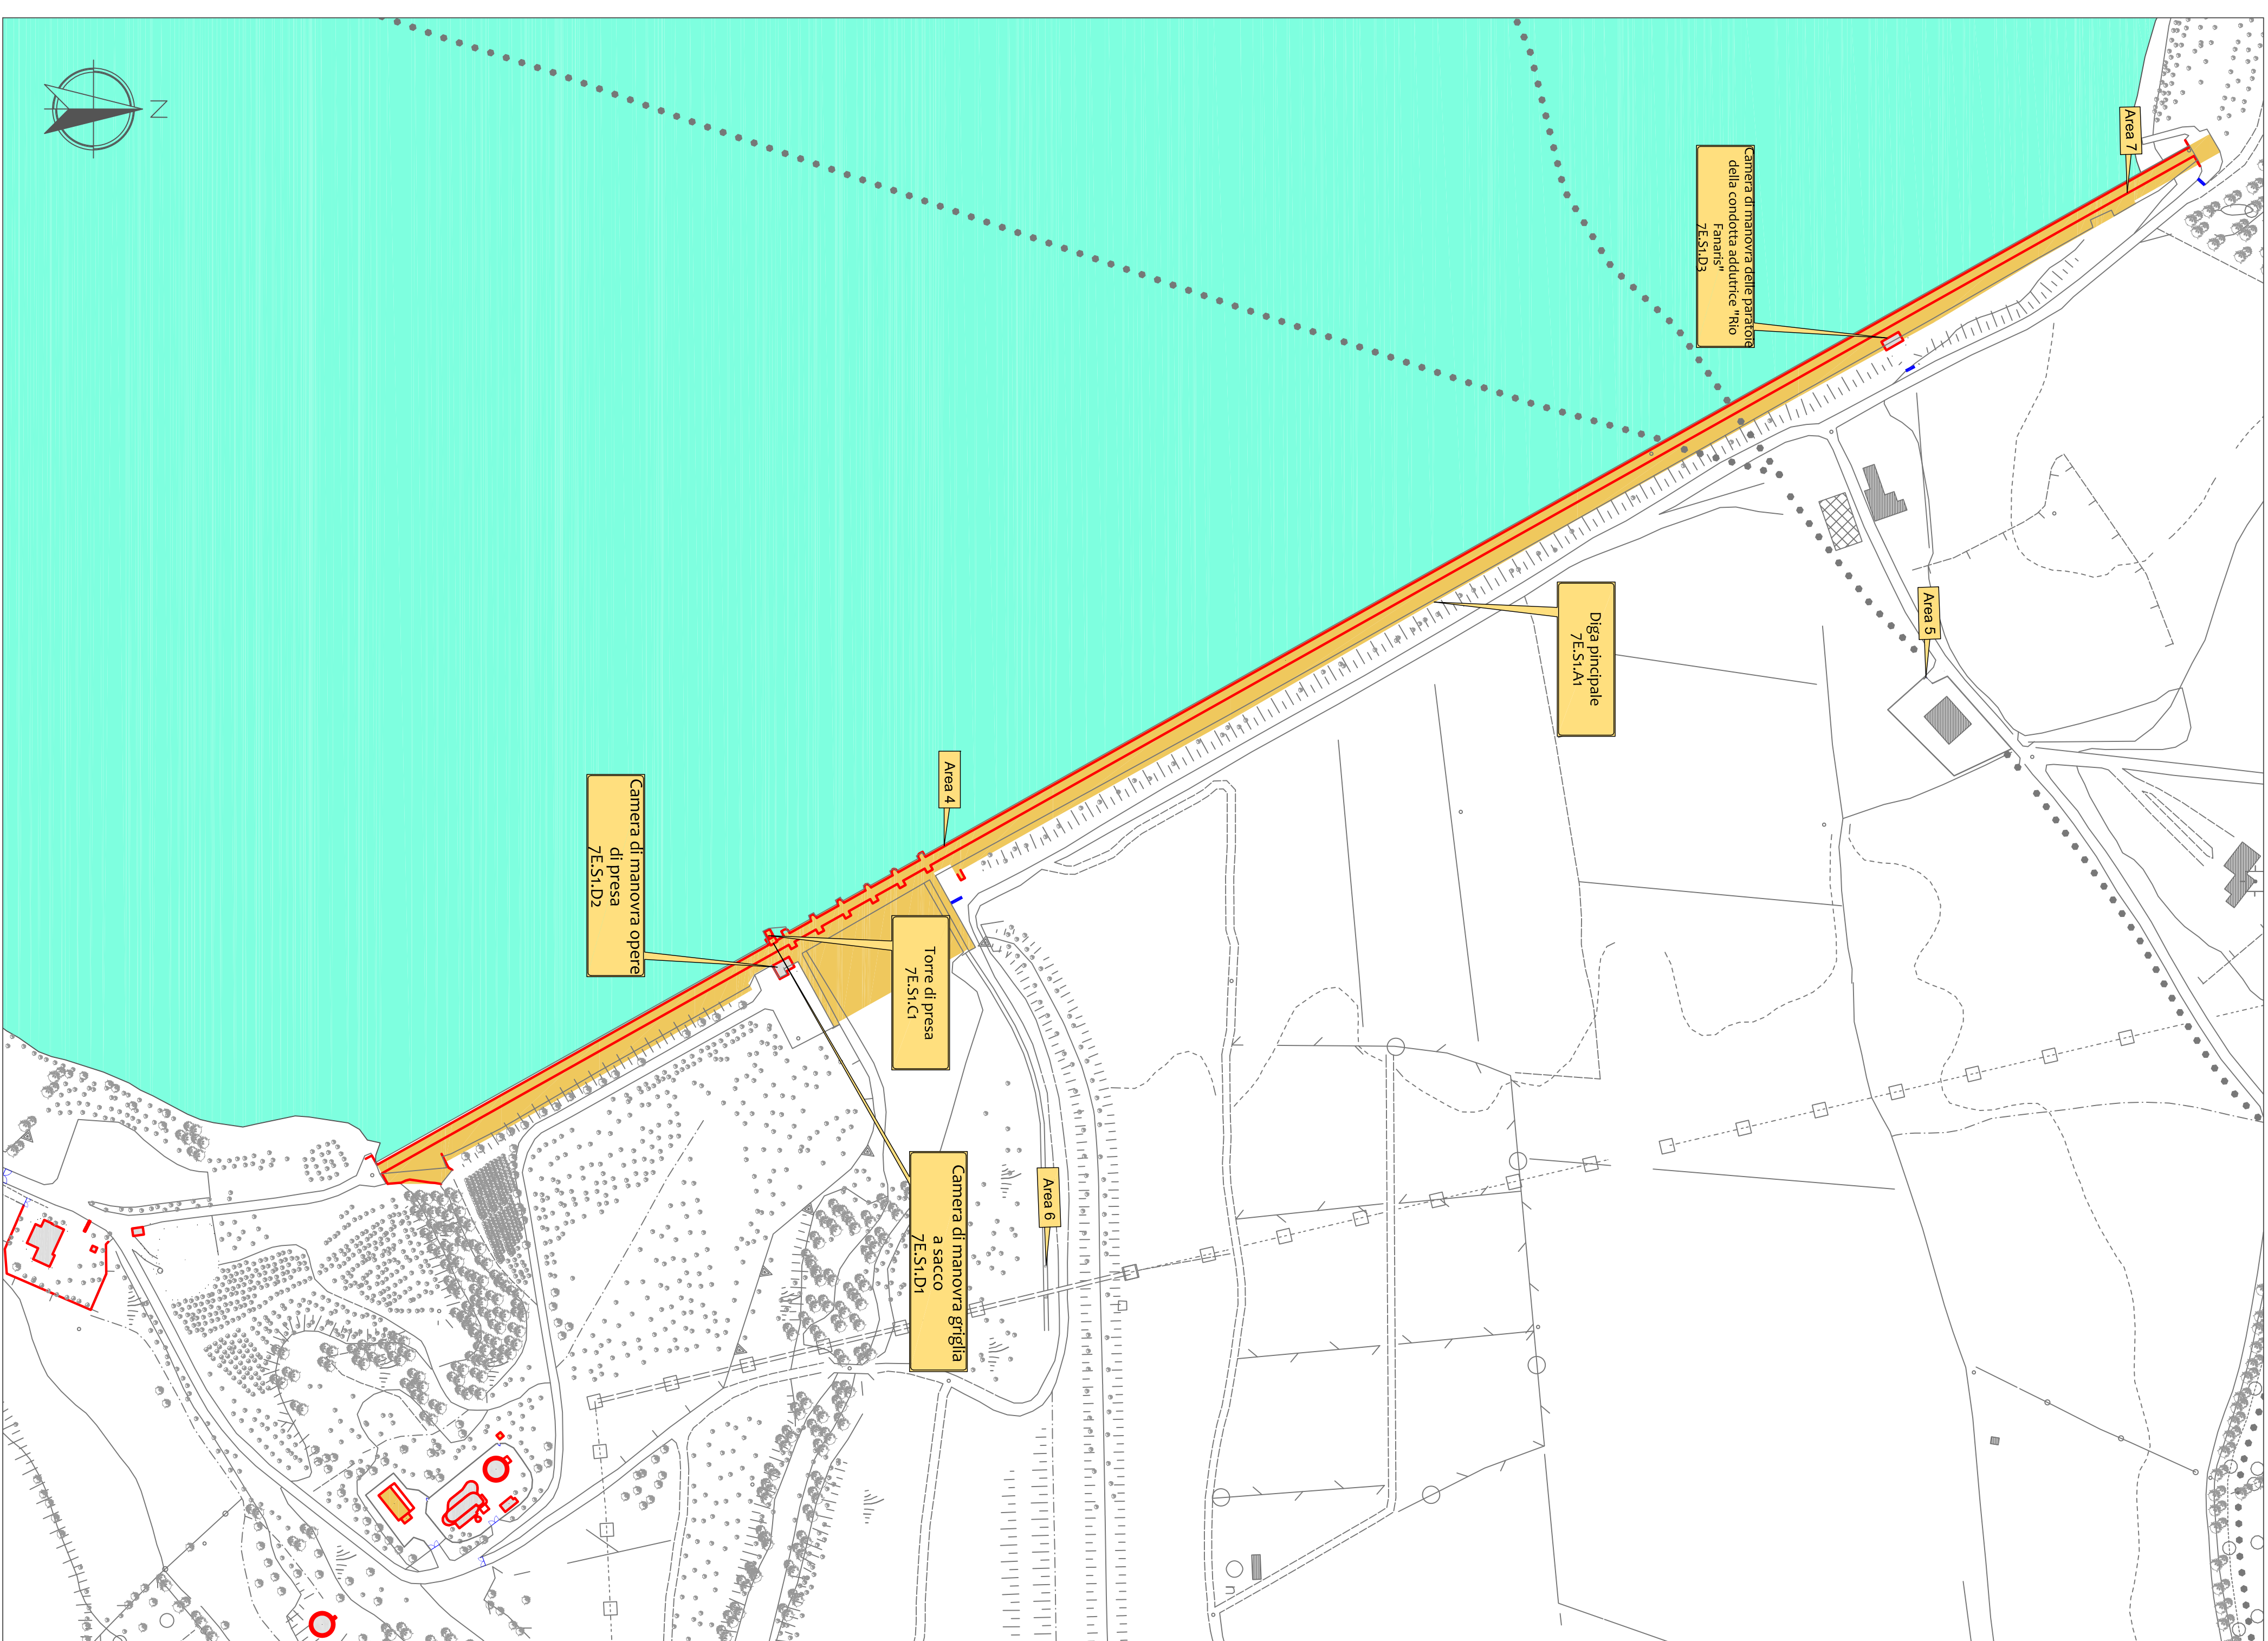 N
Area 7
Camera di manovra delle paratoie
della condotta adduttrice "Rio
Fanaris"
7E.S1.D3
Diga pincipale
7E.S1.A1
Area 5
Area 4
Camera di manovra opere
di presa
7E.S1.D2
Torre di presa
7E.S1.C1
Camera di manovra griglia
a sacco
7E.S1.D1
Area 6